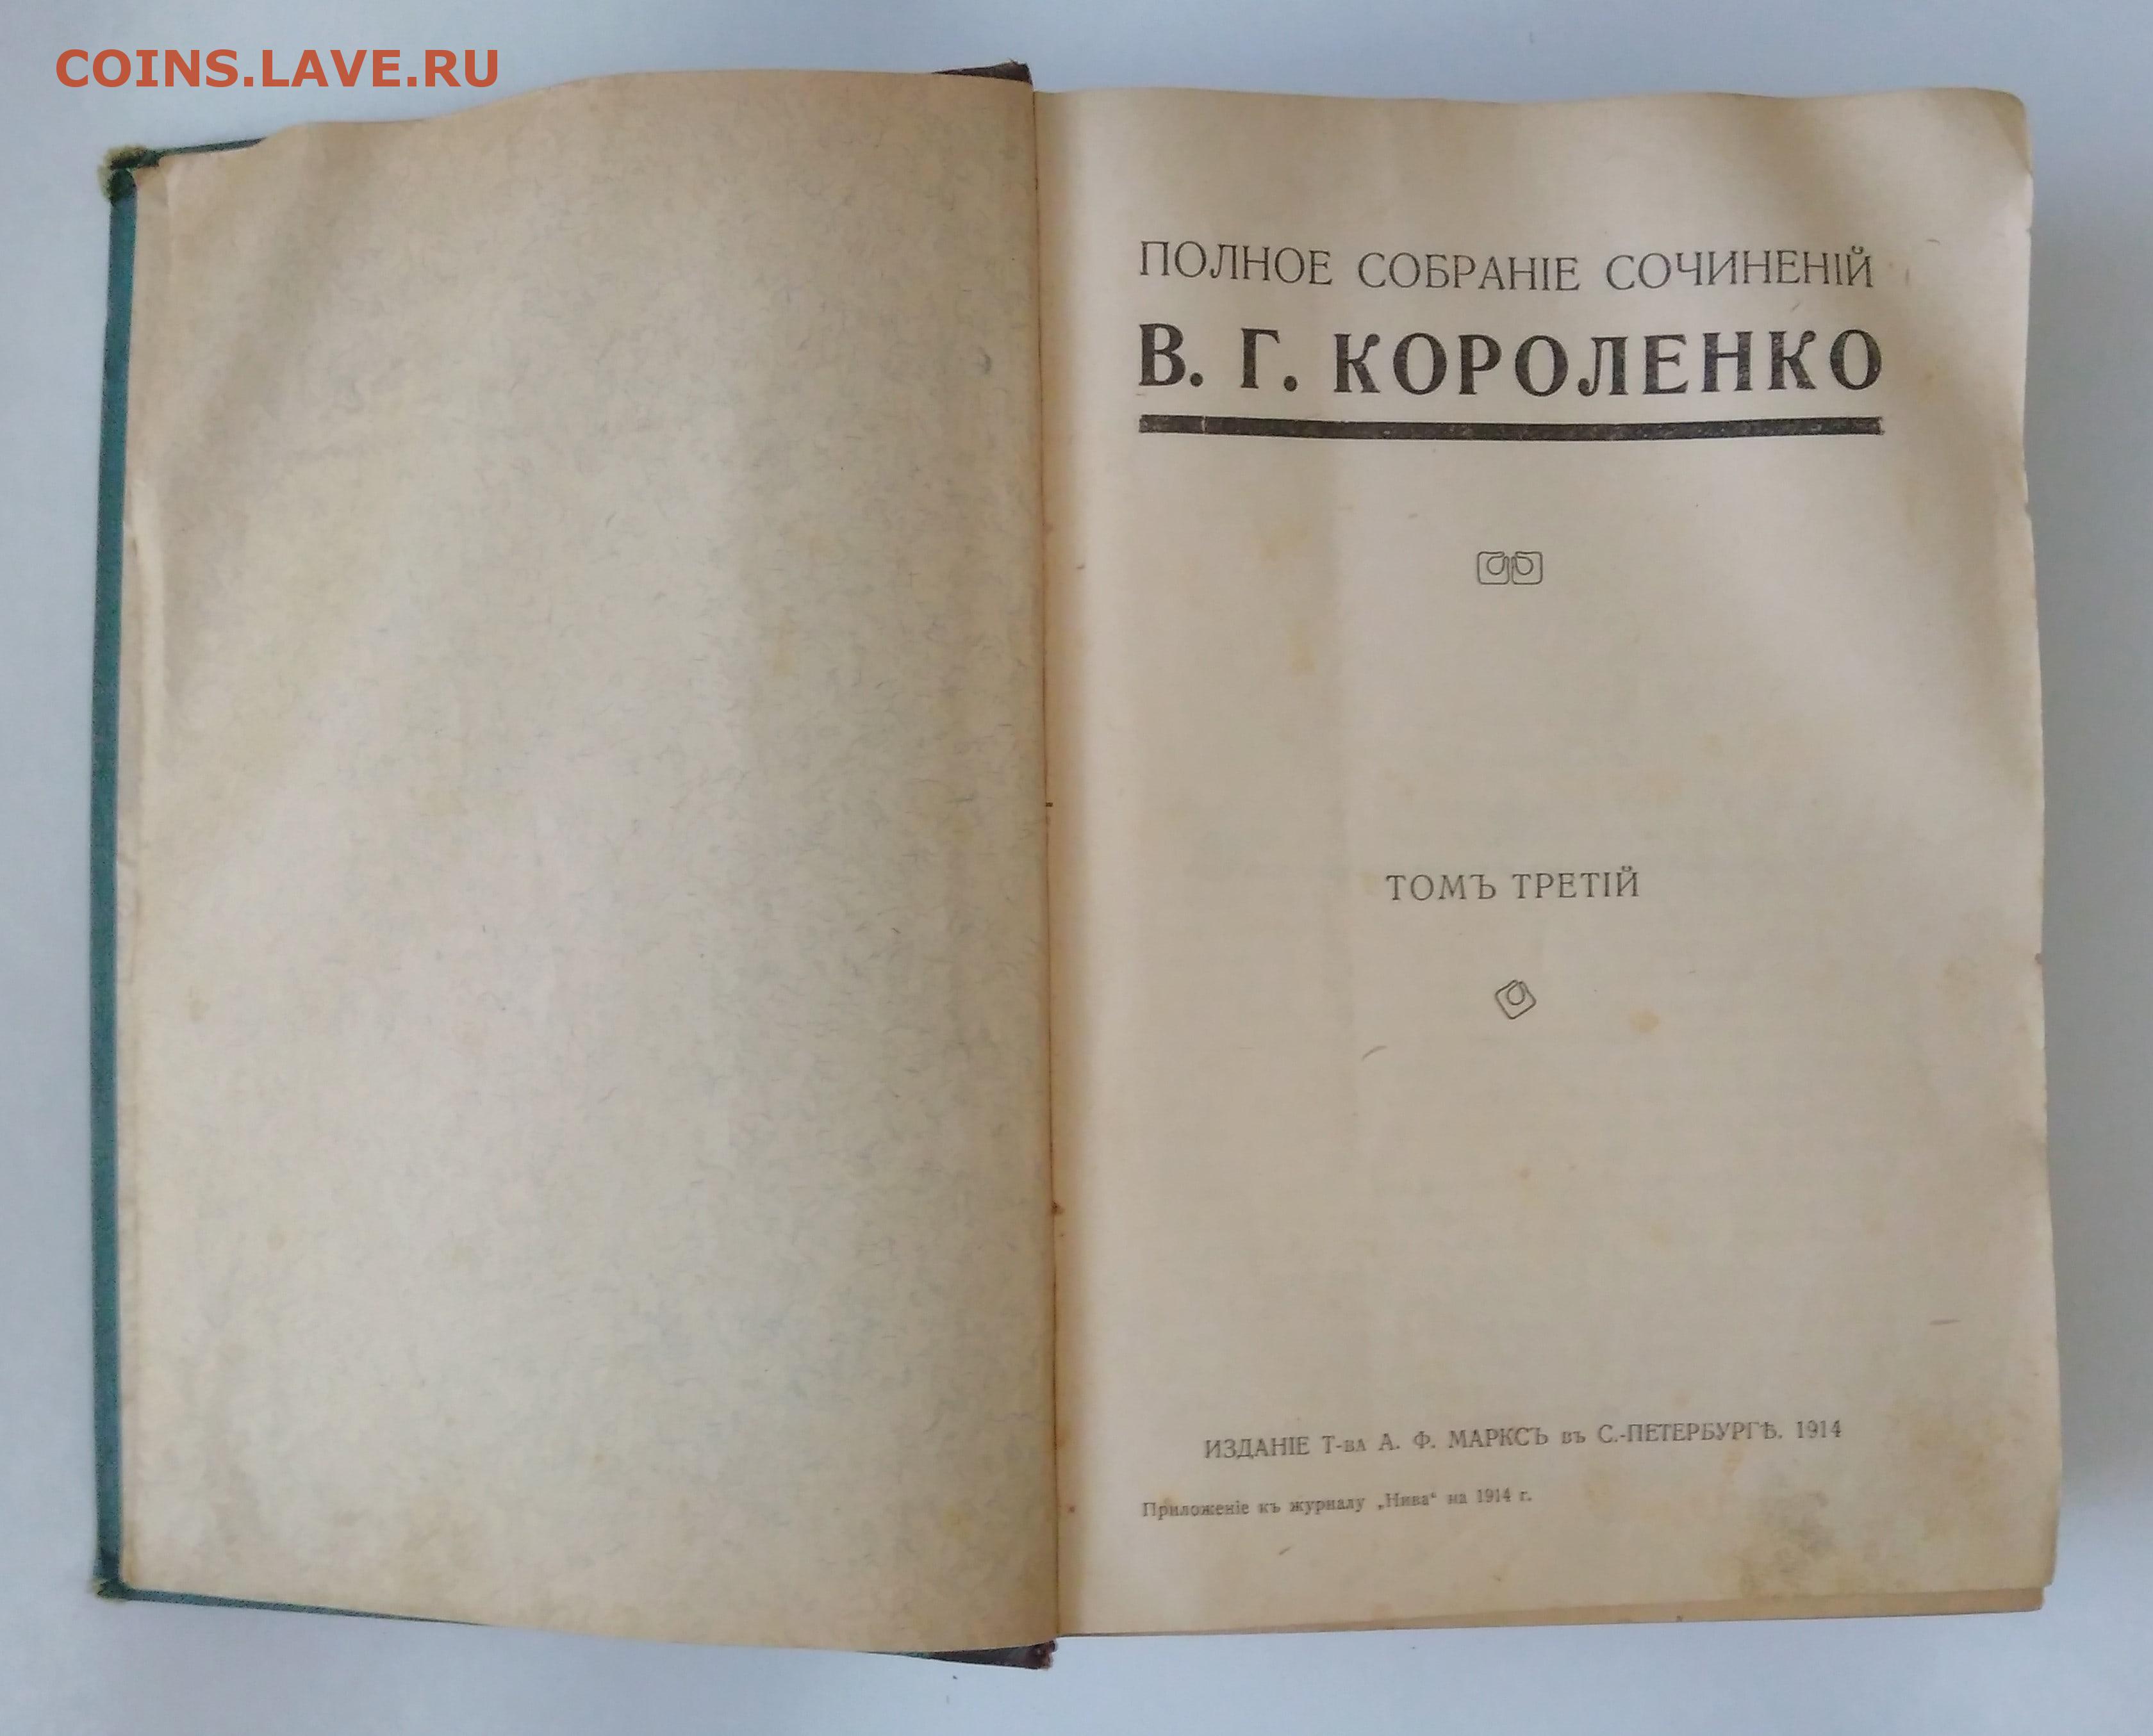 COINS.LAVE.RU
ПОЛНОЕ СОБРАНІЕ СОЧИНЕНІЙ
В. Г. КОРОЛЕНКО
ТОМЪ ТРЕТІЙ
ИЗДАНІЕ Т-ва А. Ф. МАРКСЪ въ С.-ПЕТЕРБУРГѢ. 1914
Приложеніе къ журналу „Нива“ на 1914 г.